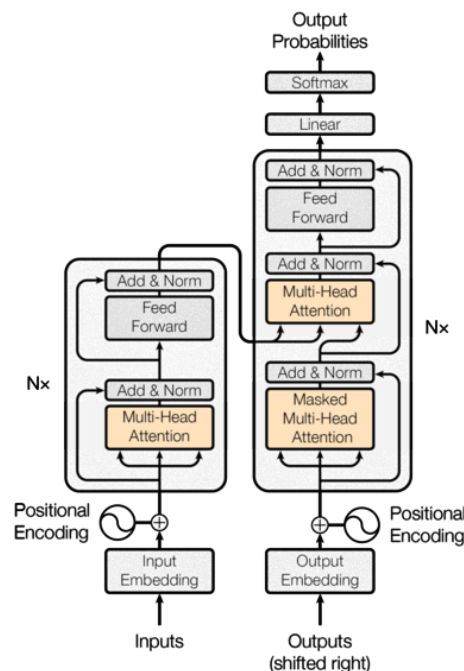 Output
Probabilities
Softmax
Linear
Add & Norm
Feed
Forward
Add & Norm
Multi-Head
Attention
Add & Norm
Masked
Multi-Head
Attention
N×
Add & Norm
Feed
Forward
Add & Norm
Multi-Head
Attention
N×
Positional
Encoding
Positional
Encoding
Input
Embedding
Output
Embedding
Inputs
Outputs
(shifted right)